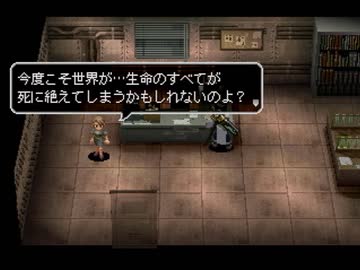 今度こそ世界が…生命のすべてが
死に絶えてしまうかもしれないのよ？